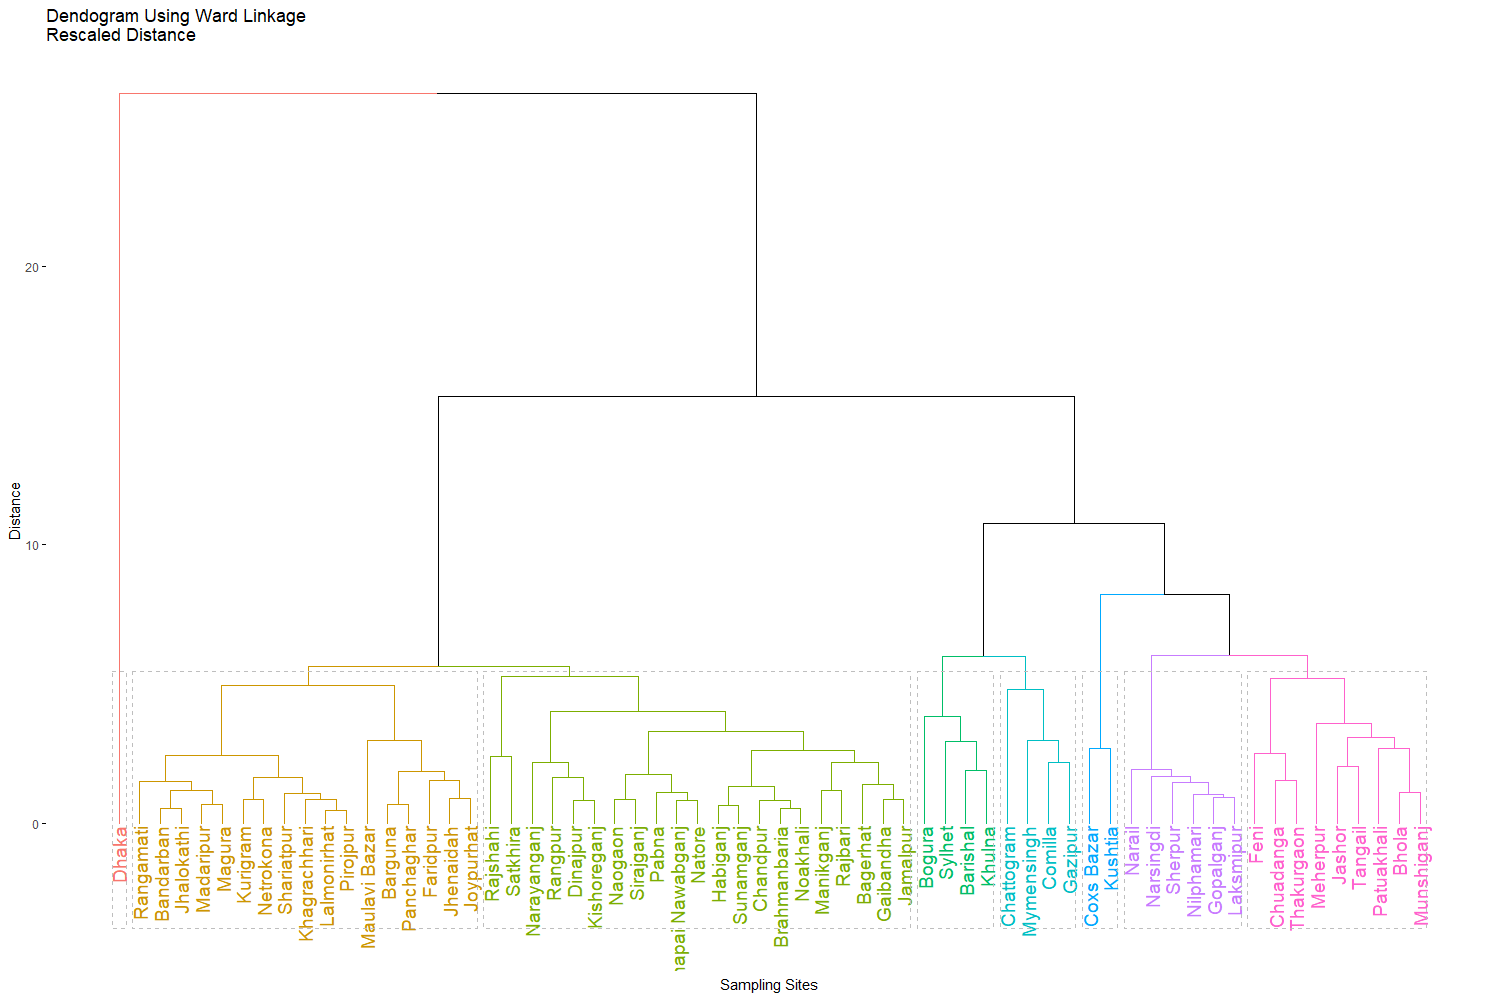 Dendogram Using Ward Linkage
Rescaled Distance
20
10
0
Distance
Dhaka
Rangamati
Bandarban
Jhalokathi
Madaripur
Magura
Kurigram
Netrokona
Shariatpur
Khagrachhari
Lalmonirhat
Pirojpur
Maulavi Bazar
Barguna
Panchaghar
Faridpur
Jhenaidah
Joypurhat
Rajshahi
Satkhira
Narayanganj
Rangpur
Dinajpur
Kishoreganj
Naogaon
Sirajganj
Pabna
hapai Nawabganj
Natore
Habiganj
Sunamganj
Chandpur
Brahmanbaria
Noakhali
Manikganj
Rajbari
Bagerhat
Gaibandha
Jamalpur
Bogura
Sylhet
Barishal
Khulna
Chattogram
Mymensingh
Comilla
Gazipur
Coxs Bazar
Kushtia
Narail
Narsingdi
Sherpur
Nilphamari
Gopalganj
Laksmipur
Feni
Chuadanga
Thakurgaon
Meherpur
Jashor
Tangail
Patuakhali
Bhola
Munshiganj
Sampling Sites